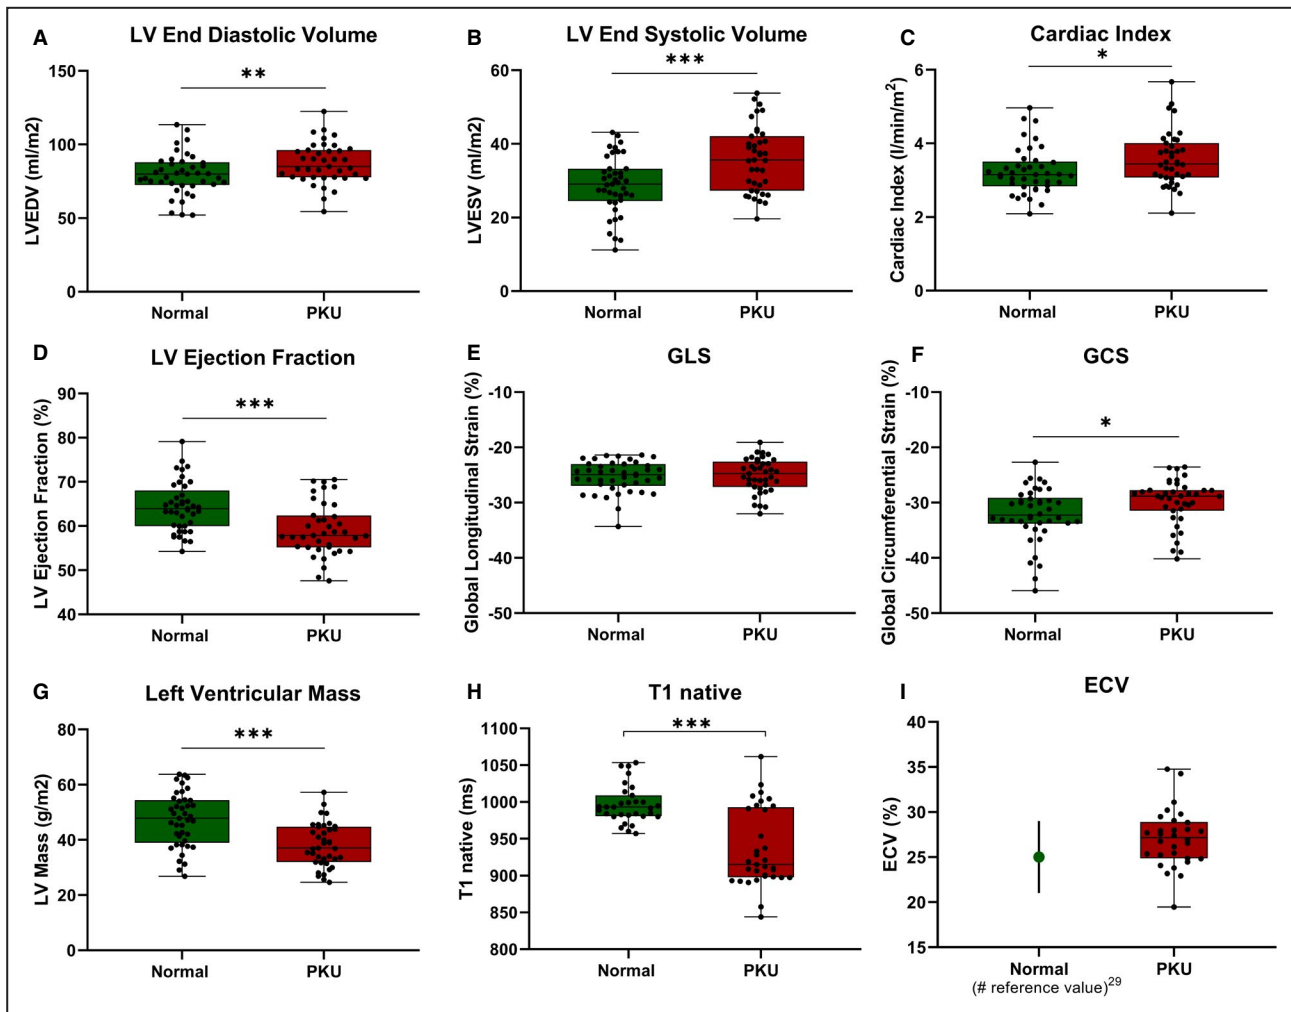 A
LV End Diastolic Volume
**
LVEDV (ml/m2)
150
100
50
0
Normal
PKU
B
LV End Systolic Volume
***
LVESV (ml/m2)
60
40
20
0
Normal
PKU
C
Cardiac Index
*
Cardiac Index (l/min/m²)
6
4
2
0
Normal
PKU
D
LV Ejection Fraction
***
LV Ejection Fraction (%)
90
80
70
60
50
40
Normal
PKU
E
GLS
Global Longitudinal Strain (%)
-10
-20
-30
-40
-50
Normal
PKU
F
GCS
*
Global Circumferential Strain (%)
-10
-20
-30
-40
-50
Normal
PKU
G
Left Ventricular Mass
***
LV Mass (g/m2)
80
60
40
20
0
Normal
PKU
H
T1 native
***
T1 native (ms)
1100
1050
1000
950
900
850
800
Normal
PKU
I
ECV
ECV (%)
40
35
30
25
20
15
Normal
(# reference value)²⁹
PKU